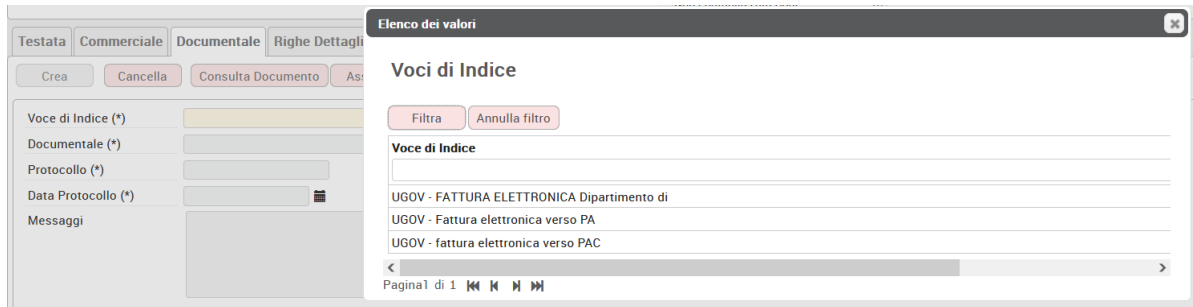 Elenco dei valori
Testata Commerciale Documentale Righe Dettagli
Voci di Indice
Crea Cancella Consulta Documento Ass
Filtra Annulla filtro
Voce di Indice (*)
Voce di Indice
Documentale (*)
Protocollo (*)
Data Protocollo (*)
UGOV - FATTURA ELETTRONICA Dipartimento di
Messaggi
UGOV - Fattura elettronica verso PA
UGOV - fattura elettronica verso PAC
Pagina1 di 1